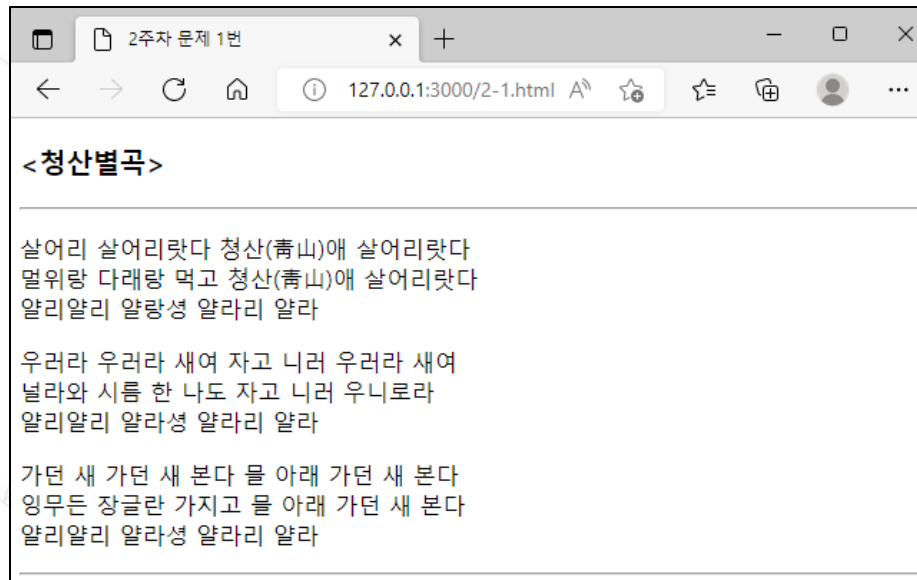 2주차 문제 1번
127.0.0.1:3000/2-1.html
<청산별곡>
살어리 살어리랏다 청산(靑山)애 살어리랏다
멀위랑 다래랑 먹고 청산(靑山)애 살어리랏다
얄리얄리 얄랑셩 얄라리 얄라
우러라 우러라 새여 자고 니러 우러라 새여
널라와 시름 한 나도 자고 니러 우니로라
얄리얄리 얄라셩 얄라리 얄라
가던 새 가던 새 본다 믈 아래 가던 새 본다
잉무든 장글란 가지고 믈 아래 가던 새 본다
얄리얄리 얄라셩 얄라리 얄라